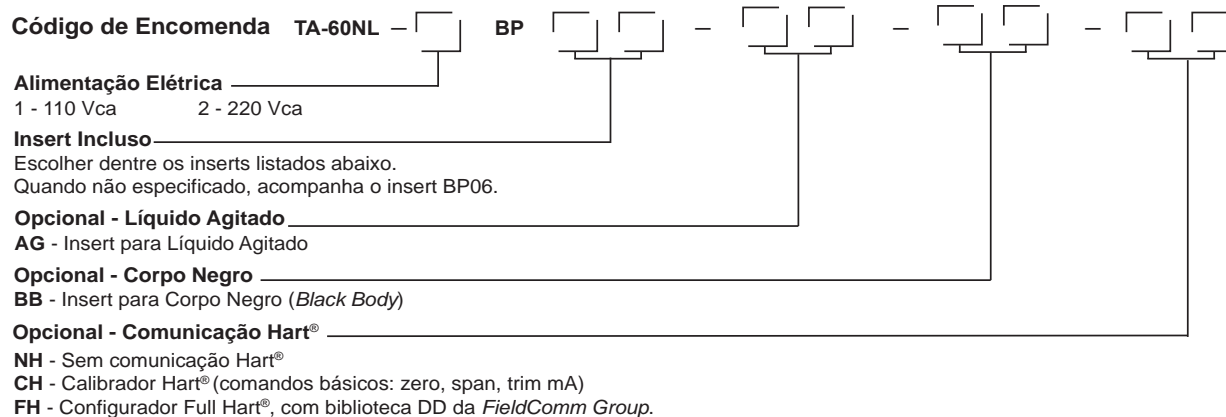 Código de Encomenda TA-60NL – BP – – –
Alimentação Elétrica
1 - 110 Vca 2 - 220 Vca
Insert Incluso
Escolher dentre os inserts listados abaixo.
Quando não especificado, acompanha o insert BP06.
Opcional - Líquido Agitado
AG - Insert para Líquido Agitado
Opcional - Corpo Negro
BB - Insert para Corpo Negro (Black Body)
Opcional - Comunicação Hart®
NH - Sem comunicação Hart®
CH - Calibrador Hart® (comandos básicos: zero, span, trim mA)
FH - Configurador Full Hart®, com biblioteca DD da FieldComm Group.